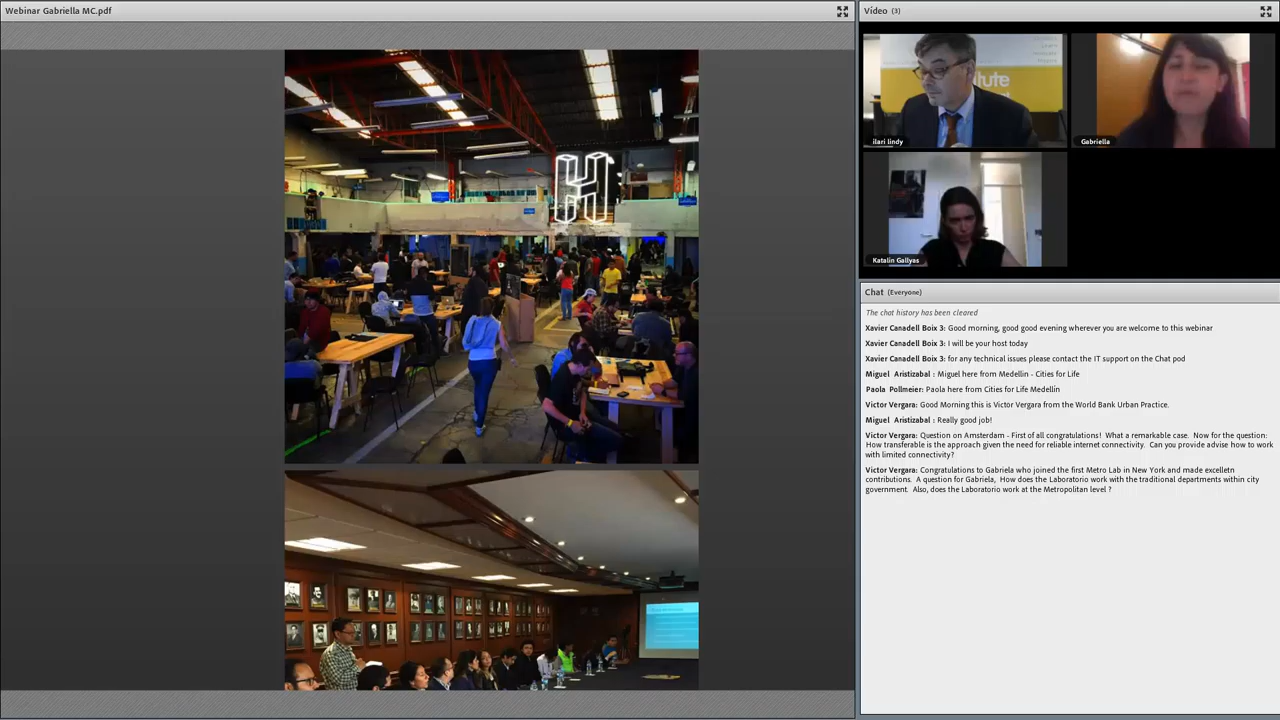 Webinar Gabriella MC.pdf
H
Vídeo (3)
ilari lindy
tute
Gabriella
Katalin Gallyas
Chat (Everyone)
The chat history has been cleared
Xavier Canadell Boix 3: Good morning, good good evening wherever you are welcome to this webinar
Xavier Canadell Boix 3: I will be your host today
Xavier Canadell Boix 3: for any technical issues please contact the IT support on the Chat pod
Miguel Aristizabal : Miguel here from Medellin - Cities for Life
Paola Pollmeier: Paola here from Cities for Life Medellín
Victor Vergara: Good Morning this is Victor Vergara from the World Bank Urban Practice.
Miguel Aristizabal : Really good job!
Victor Vergara: Question on Amsterdam - First of all congratulations! What a remarkable case. Now for the question:
How transferable is the approach given the need for reliable internet connectivity. Can you provide advise how to work
with limited connectivity?
Victor Vergara: Congratulations to Gabriela who joined the first Metro Lab in New York and made excelletn
contributions. A question for Gabriela, How does the Laboratorio work with the traditional departments within city
government. Also, does the Laboratorio work at the Metropolitan level ?